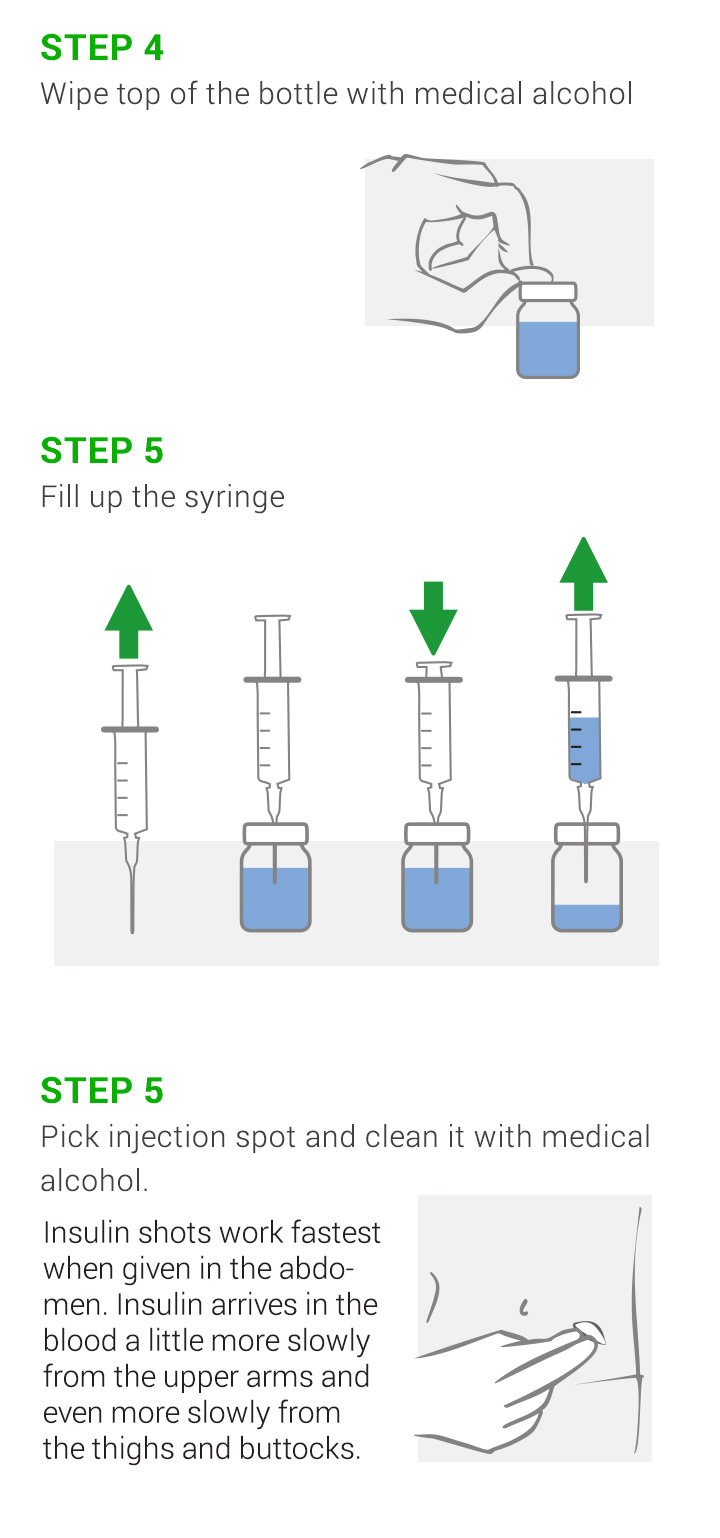 STEP 4
Wipe top of the bottle with medical alcohol
STEP 5
Fill up the syringe
STEP 5
Pick injection spot and clean it with medical
alcohol.
Insulin shots work fastest
when given in the abdo-
men. Insulin arrives in the
blood a little more slowly
from the upper arms and
even more slowly from
the thighs and buttocks.